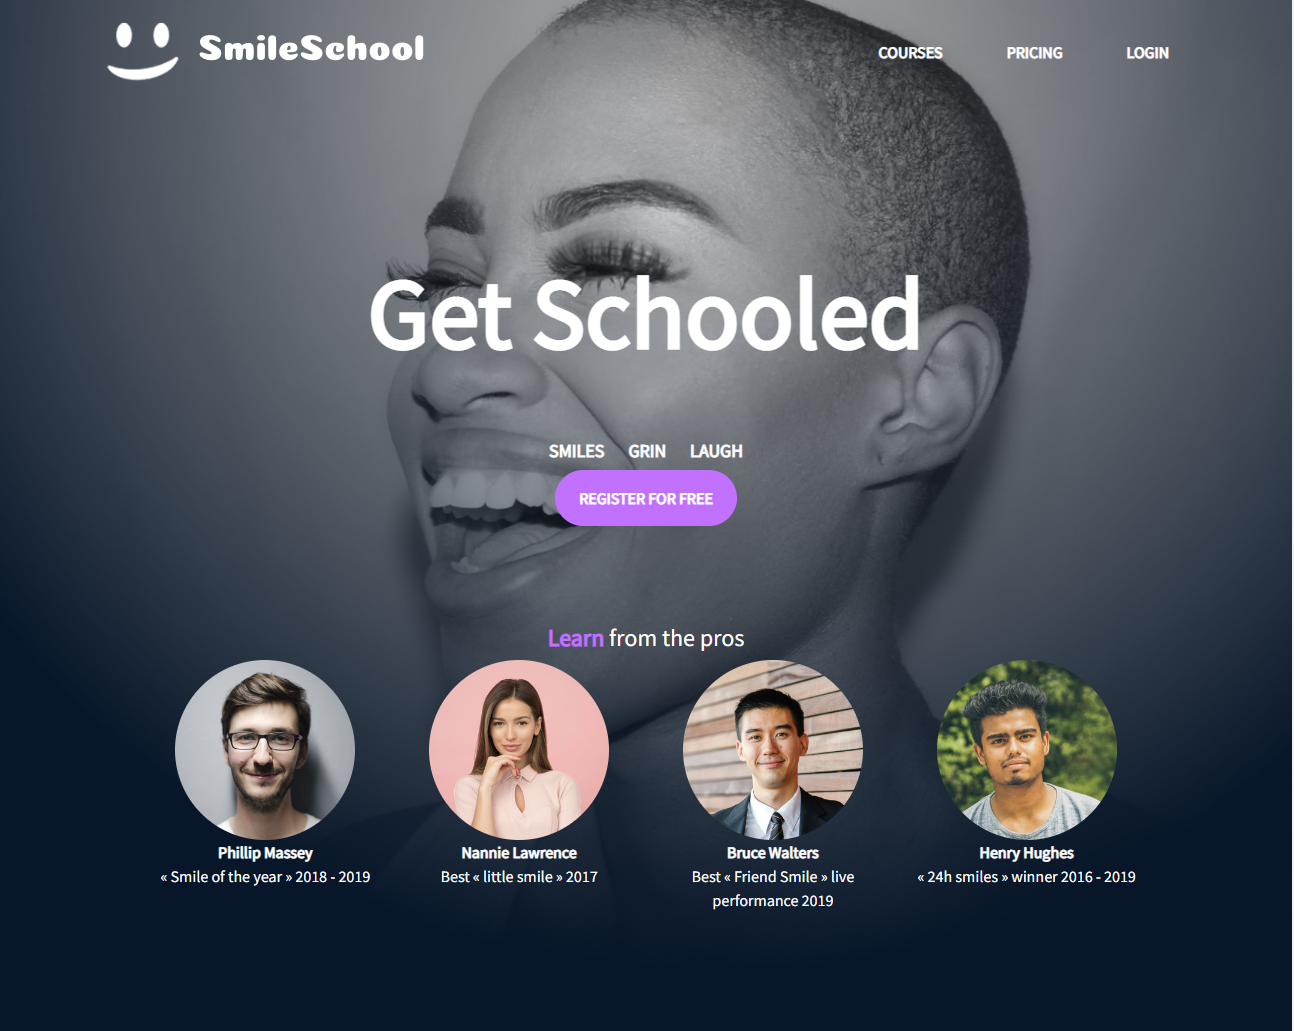 SmileSchool
COURSES PRICING LOGIN
Get Schooled
SMILES GRIN LAUGH
REGISTER FOR FREE
Learn from the pros
Phillip Massey
« Smile of the year » 2018 - 2019
Nannie Lawrence
Best « little smile » 2017
Bruce Walters
Best « Friend Smile » live
performance 2019
Henry Hughes
« 24h smiles » winner 2016 - 2019